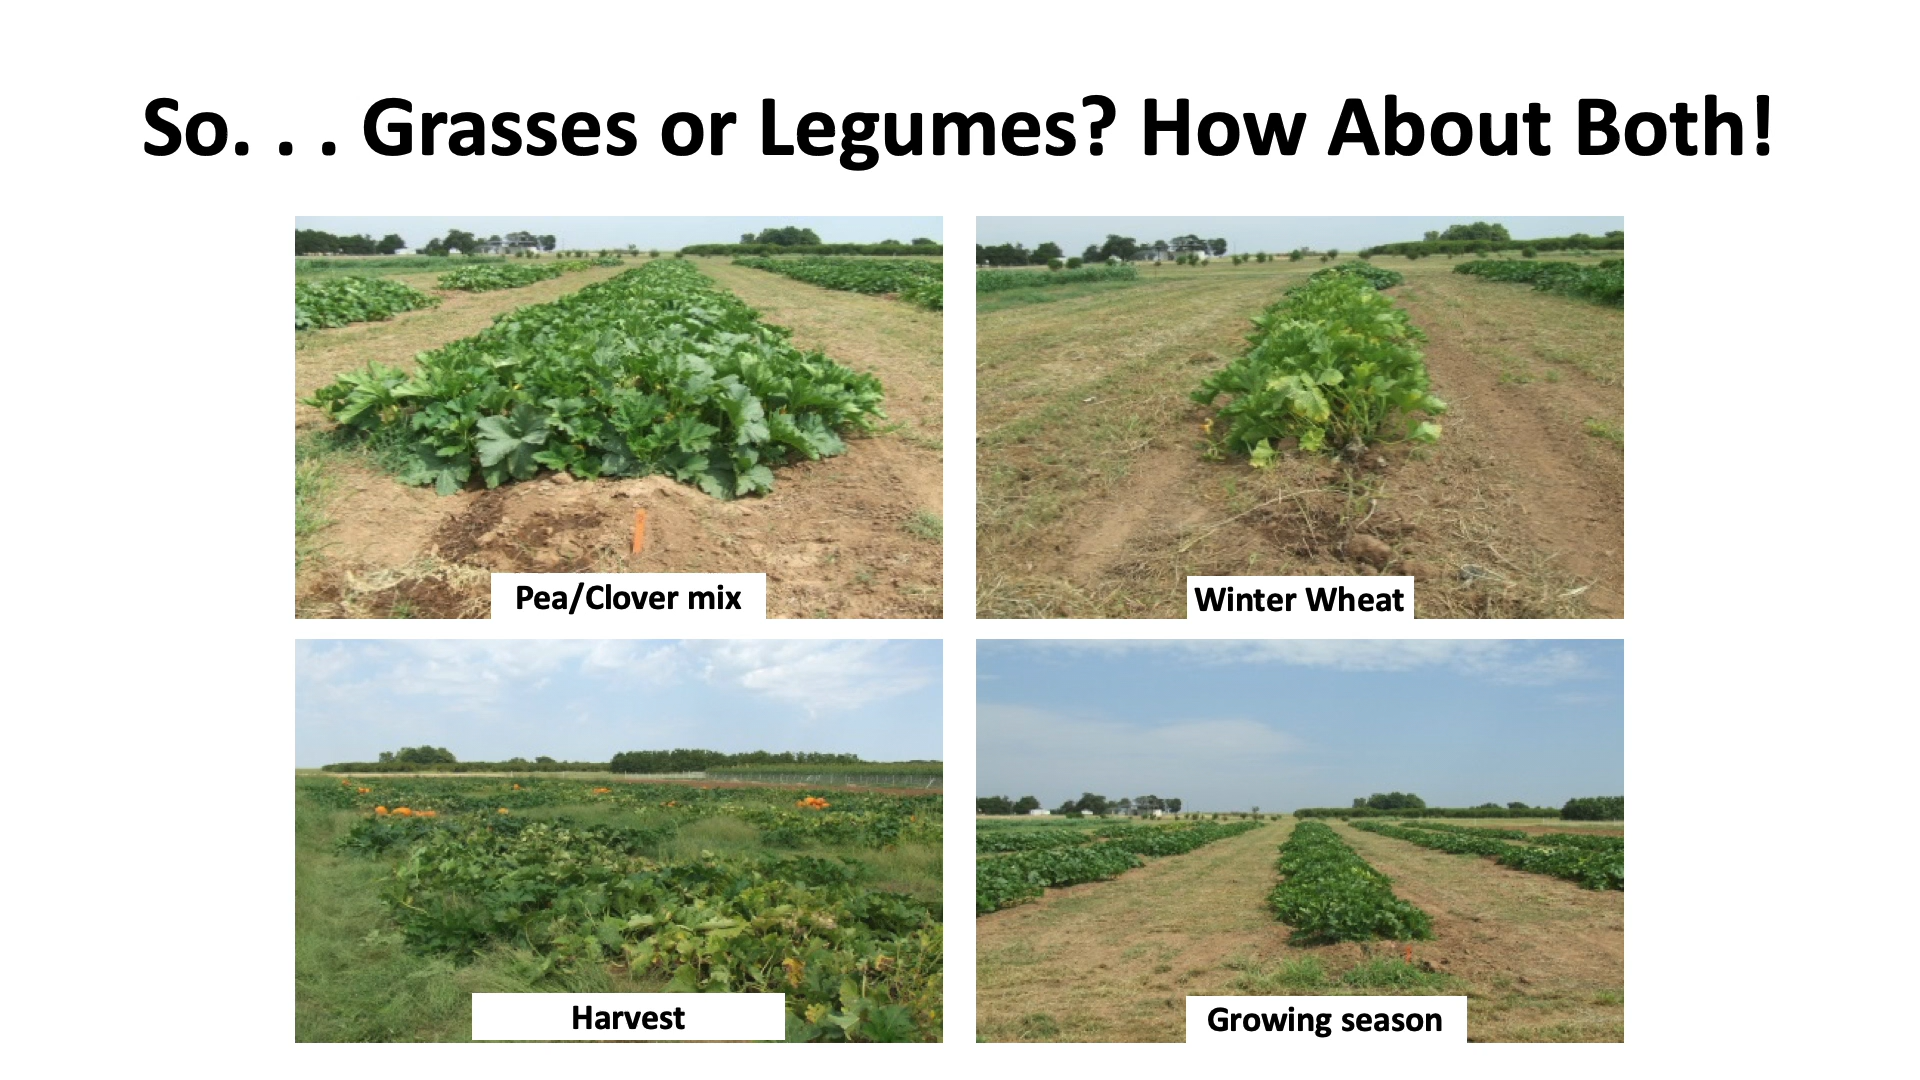 So. . . Grasses or Legumes? How About Both!
Pea/Clover mix
Winter Wheat
Harvest
Growing season